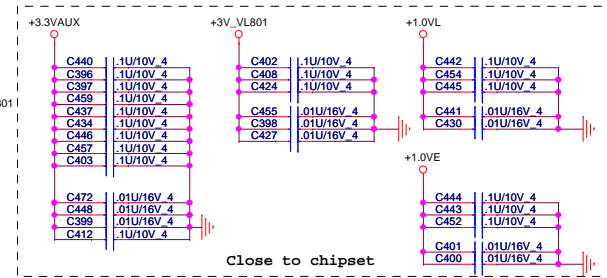 +3.3VAUX
C440 .1U/10V_4
C396 .1U/10V_4
C397 .1U/10V_4
C459 .1U/10V_4
C437 .1U/10V_4
C434 .1U/10V_4
C446 .1U/10V_4
C457 .1U/10V_4
C403 .1U/10V_4
C472 .01U/16V_4
C448 .01U/16V_4
C399 .01U/16V_4
C412 .1U/10V_4
+3V_VL801
C402 .1U/10V_4
C408 .1U/10V_4
C424 .1U/10V_4
C455 .01U/16V_4
C398 .01U/16V_4
C427 .01U/16V_4
+1.0VL
C442 .1U/10V_4
C454 .1U/10V_4
C445 .1U/10V_4
C441 .01U/16V_4
C430 .01U/16V_4
+1.0VE
C444 .1U/10V_4
C443 .1U/10V_4
C452 .1U/10V_4
C401 .01U/16V_4
C400 .01U/16V_4
Close to chipset